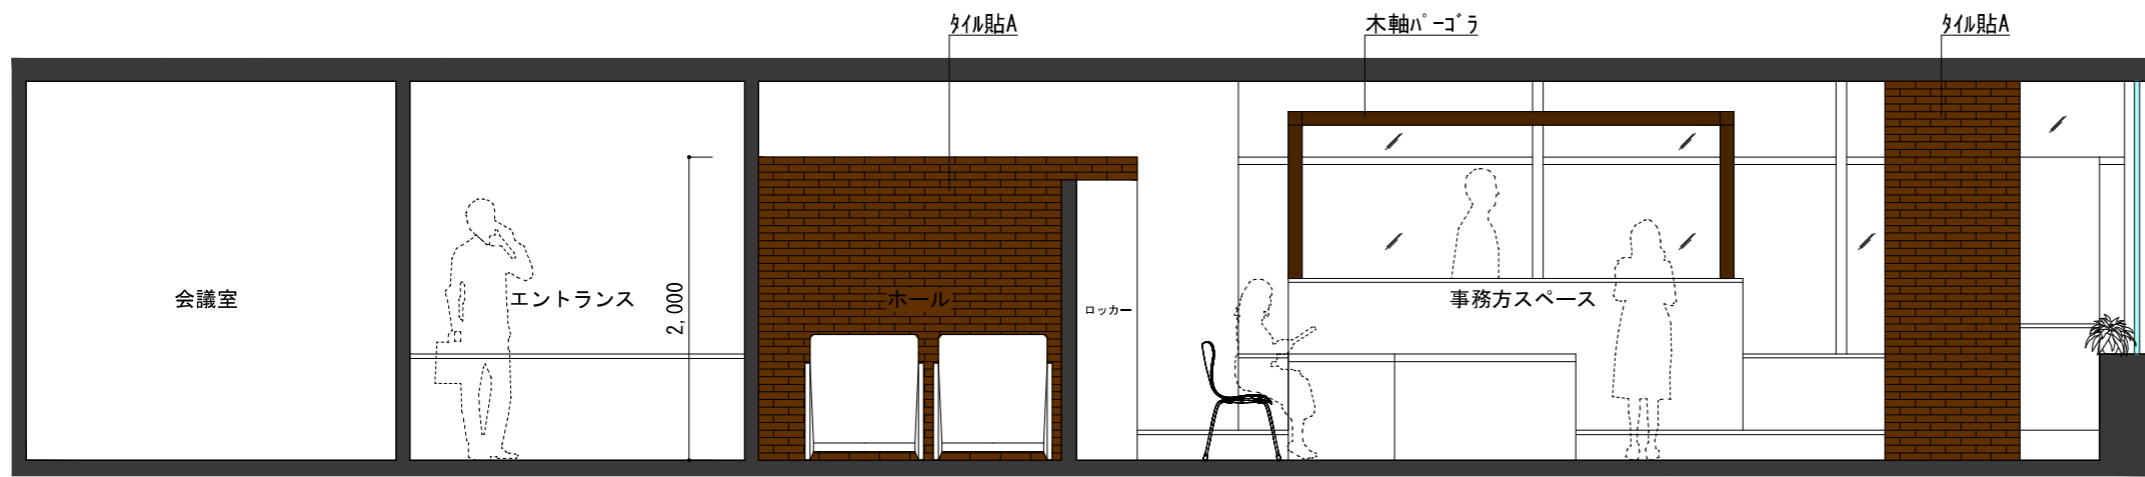 ﾀｲﾙ貼A
木軸ﾊﾟｰｺﾞﾗ
ﾀｲﾙ貼A
会議室
エントランス
2,000
ホール
ロッカー
事務方スペース